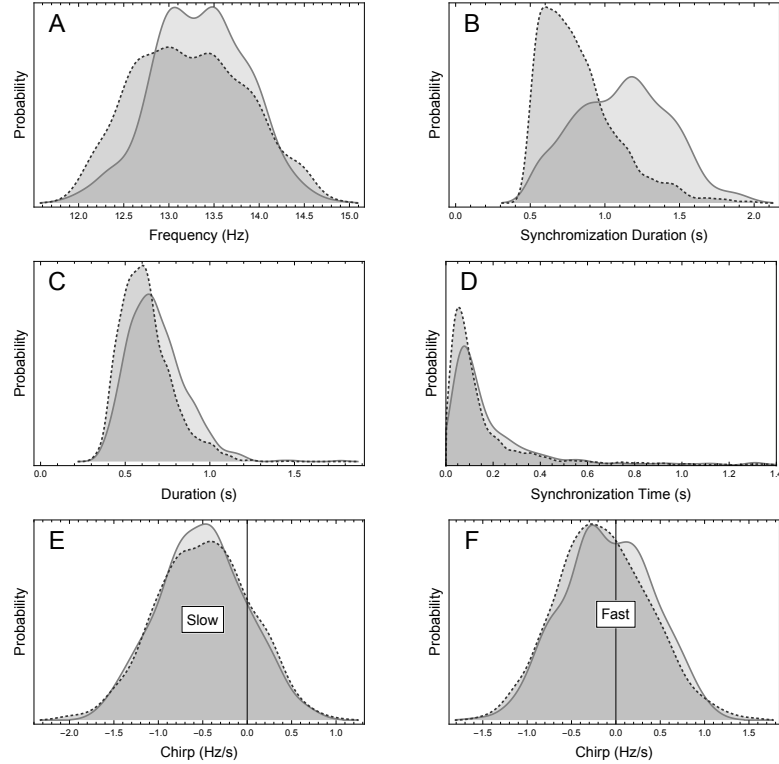 A
Probability
12.0 12.5 13.0 13.5 14.0 14.5 15.0
Frequency (Hz)
B
Probability
0.0 0.5 1.0 1.5 2.0
Synchromization Duration (s)
C
Probability
0.0 0.5 1.0 1.5
Duration (s)
D
Probability
0.0 0.2 0.4 0.6 0.8 1.0 1.2 1.4
Synchronization Time (s)
E
Probability
Slow
-2.0 -1.5 -1.0 -0.5 0.0 0.5 1.0
Chirp (Hz/s)
F
Probability
Fast
-1.5 -1.0 -0.5 0.0 0.5 1.0 1.5
Chirp (Hz/s)